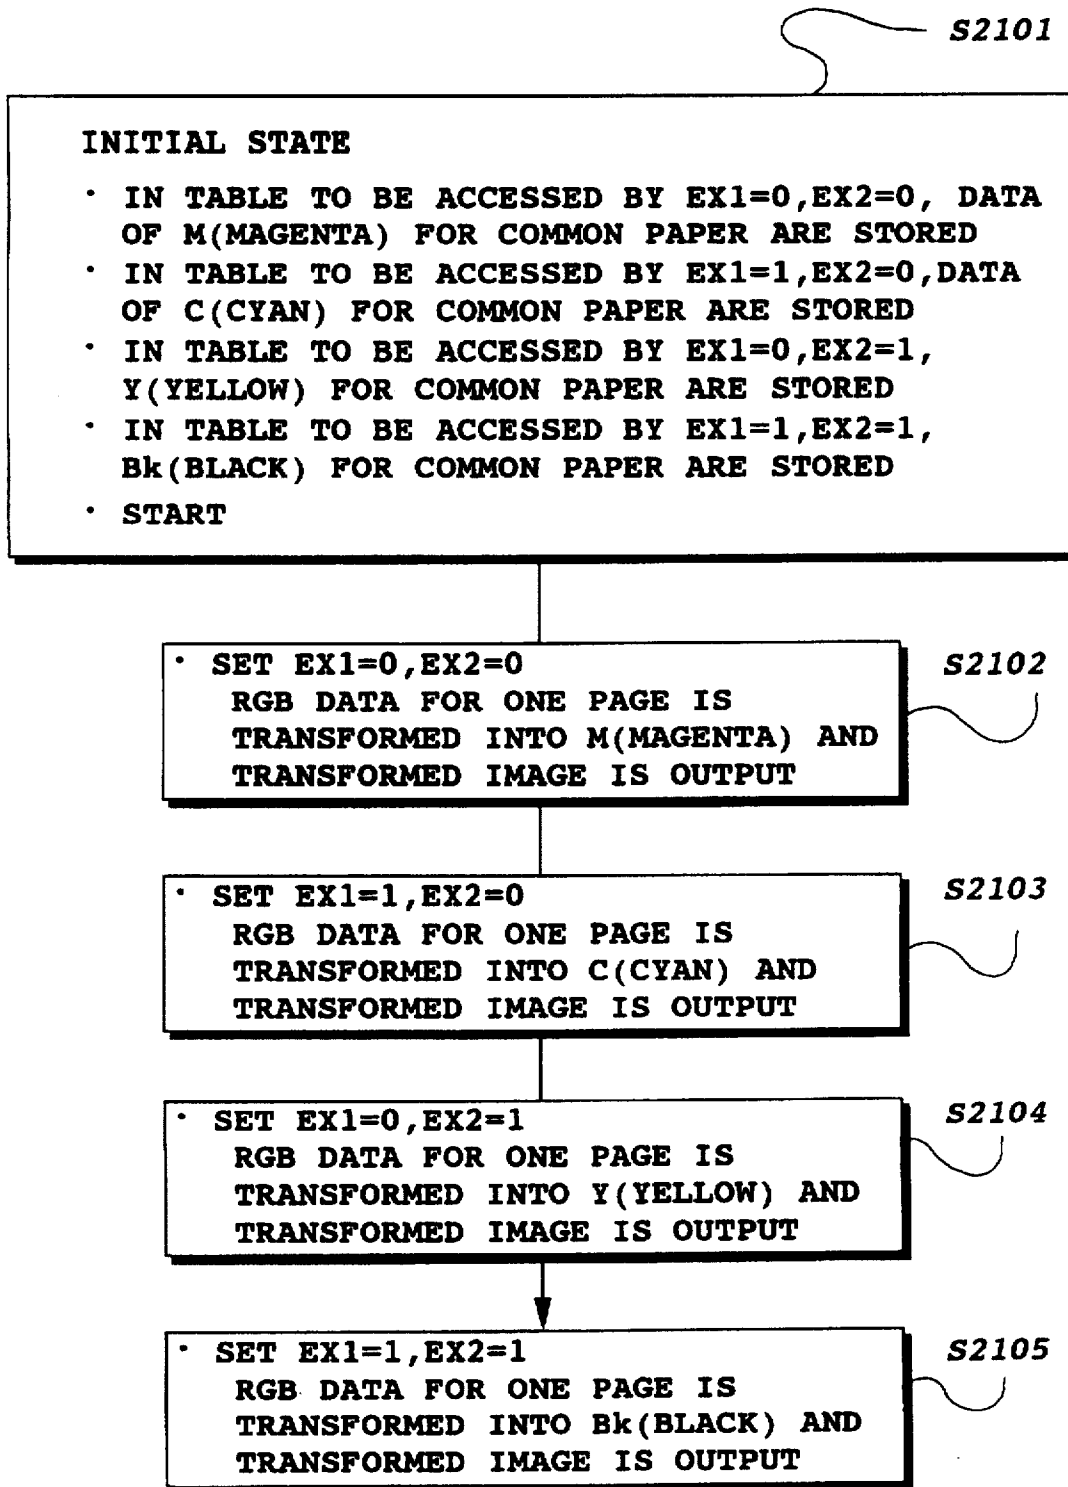 S2101
INITIAL STATE
· IN TABLE TO BE ACCESSED BY EX1=0,EX2=0, DATA
OF M(MAGENTA) FOR COMMON PAPER ARE STORED
· IN TABLE TO BE ACCESSED BY EX1=1,EX2=0,DATA
OF C(CYAN) FOR COMMON PAPER ARE STORED
· IN TABLE TO BE ACCESSED BY EX1=0,EX2=1,
Y(YELLOW) FOR COMMON PAPER ARE STORED
· IN TABLE TO BE ACCESSED BY EX1=1,EX2=1,
Bk(BLACK) FOR COMMON PAPER ARE STORED
· START
· SET EX1=0,EX2=0
RGB DATA FOR ONE PAGE IS
TRANSFORMED INTO M(MAGENTA) AND
TRANSFORMED IMAGE IS OUTPUT
S2102
· SET EX1=1,EX2=0
RGB DATA FOR ONE PAGE IS
TRANSFORMED INTO C(CYAN) AND
TRANSFORMED IMAGE IS OUTPUT
S2103
· SET EX1=0,EX2=1
RGB DATA FOR ONE PAGE IS
TRANSFORMED INTO Y(YELLOW) AND
TRANSFORMED IMAGE IS OUTPUT
S2104
· SET EX1=1,EX2=1
RGB DATA FOR ONE PAGE IS
TRANSFORMED INTO Bk(BLACK) AND
TRANSFORMED IMAGE IS OUTPUT
S2105